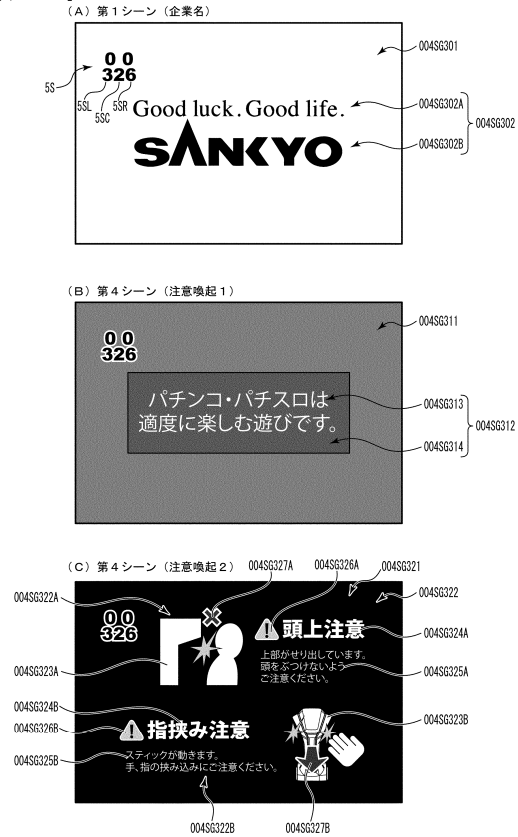 (A) 第1シーン (企業名)
004SG301
00
326
5S
5SL
5SC
5SR
Good luck. Good life.
SANKYO
004SG302A
004SG302
004SG302B
(B) 第4シーン (注意喚起1)
004SG311
00
326
パチンコ・パチスロは
適度に楽しむ遊びです。
004SG313
004SG312
004SG314
(C) 第4シーン (注意喚起2)
004SG327A
004SG326A
004SG321
004SG322A
004SG322
00
326
頭上注意
004SG324A
上部がせり出しています。
頭をぶつけないよう
ご注意ください。
004SG323A
004SG325A
004SG324B
004SG326B
指挟み注意
004SG323B
スティックが動きます。
手、指の挟み込みにご注意ください。
004SG325B
004SG322B
004SG327B